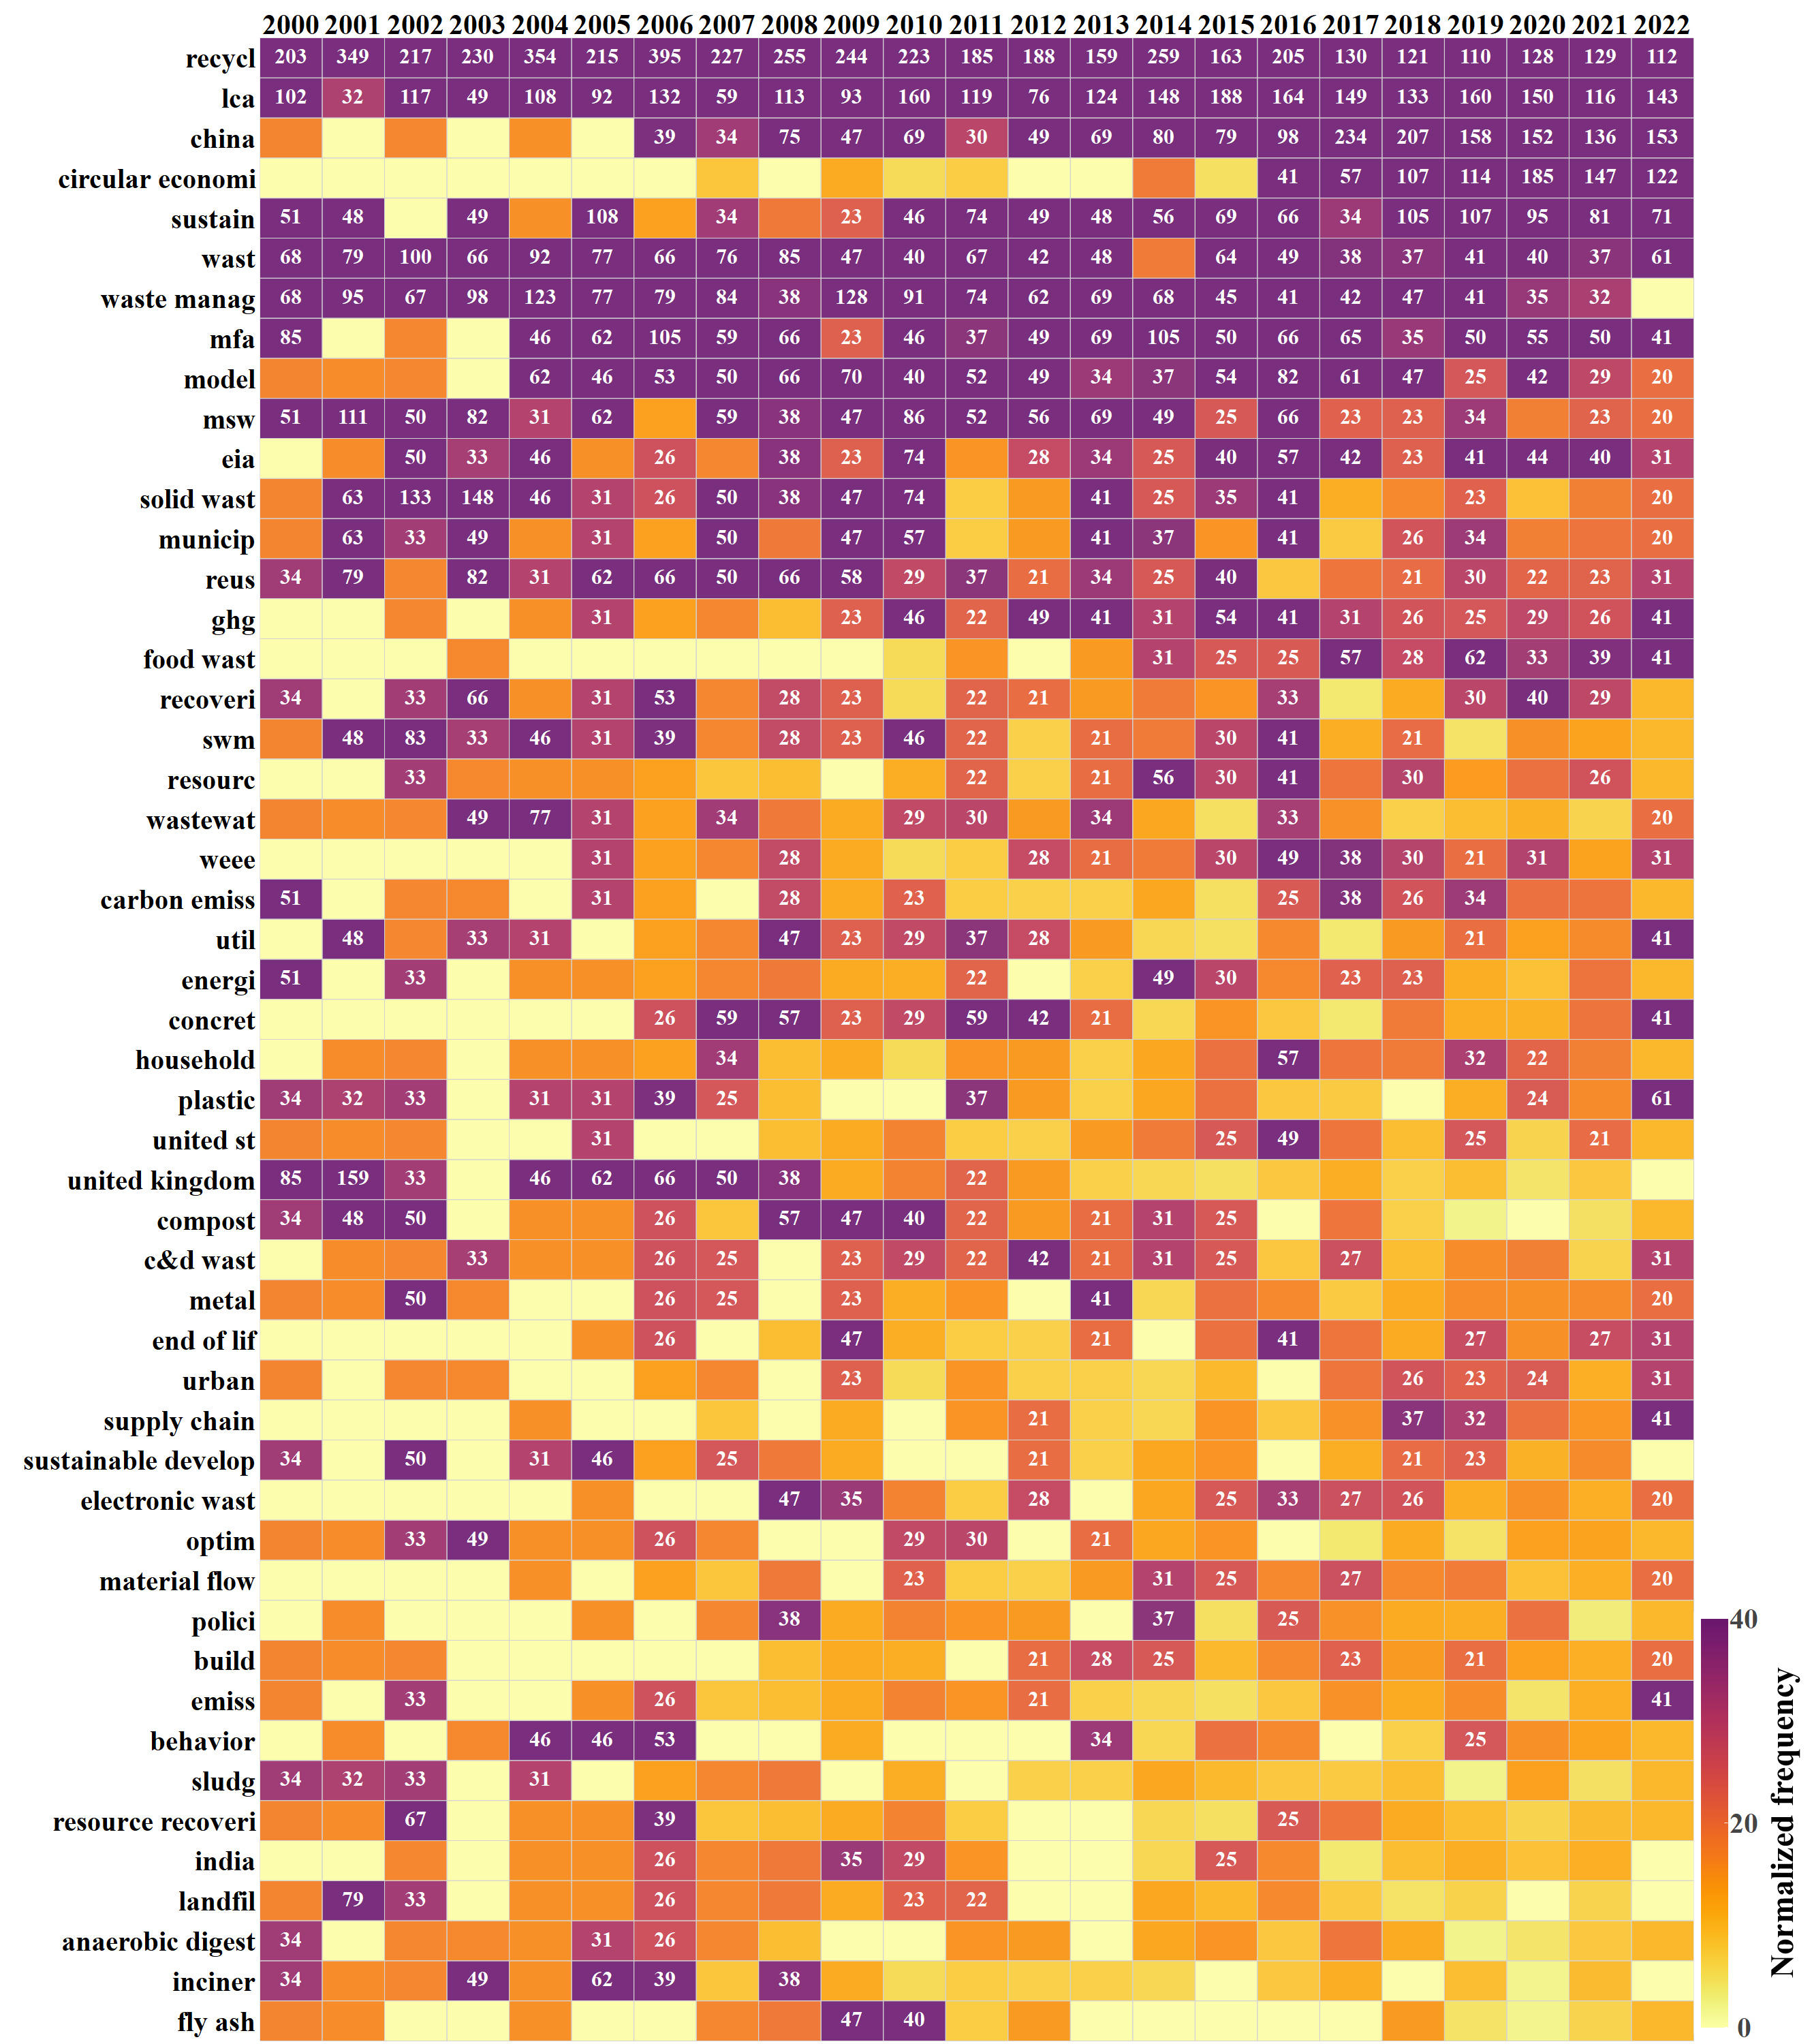 2000 2001 2002 2003 2004 2005 2006 2007 2008 2009 2010 2011 2012 2013 2014 2015 2016 2017 2018 2019 2020 2021 2022
recycl 203 349 217 230 354 215 395 227 255 244 223 185 188 159 259 163 205 130 121 110 128 129 112
lca 102 32 117 49 108 92 132 59 113 93 160 119 76 124 148 188 164 149 133 160 150 116 143
china 39 34 75 47 69 30 49 69 80 79 98 234 207 158 152 136 153
circular economi 41 57 107 114 185 147 122
sustain 51 48 49 108 34 23 46 74 49 48 56 69 66 34 105 107 95 81 71
wast 68 79 100 66 92 77 66 76 85 47 40 67 42 48 64 49 38 37 41 40 37 61
waste manag 68 95 67 98 123 77 79 84 38 128 91 74 62 69 68 45 41 42 47 41 35 32
mfa 85 46 62 105 59 66 23 46 37 49 69 105 50 66 65 35 50 55 50 41
model 62 46 53 50 66 70 40 52 49 34 37 54 82 61 47 25 42 29 20
msw 51 111 50 82 31 62 59 38 47 86 52 56 69 49 25 66 23 23 34 23 20
eia 50 33 46 26 38 23 74 28 34 25 40 57 42 23 41 44 40 31
solid wast 63 133 148 46 31 26 50 38 47 74 41 25 35 41 23 20
municip 63 33 49 31 50 47 57 41 37 41 26 34 20
reus 34 79 82 31 62 66 50 66 58 29 37 21 34 25 40 21 30 22 23 31
ghg 31 23 46 22 49 41 31 54 41 31 26 25 29 26 41
food wast 31 25 25 57 28 62 33 39 41
recoveri 34 33 66 31 53 28 23 22 21 33 30 40 29
swm 48 83 33 46 31 39 28 23 46 22 21 30 41 21
resourc 33 22 21 56 30 41 30 26
wastewat 49 77 31 34 29 30 34 33 20
weee 31 28 28 21 30 49 38 30 21 31 31
carbon emiss 51 31 28 23 25 38 26 34
util 48 33 31 47 23 29 37 28 21 41
energi 51 33 22 49 30 23 23
concret 26 59 57 23 29 59 42 21 41
household 34 57 32 22
plastic 34 32 33 31 31 39 25 37 24 61
united st 31 25 49 25 21
united kingdom 85 159 33 46 62 66 50 38 22
compost 34 48 50 26 57 47 40 22 21 31 25
c&d wast 33 26 25 23 29 22 42 21 31 25 27 31
metal 50 26 25 23 41 20
end of lif 26 47 21 41 27 27 31
urban 23 26 23 24 31
supply chain 21 37 32 41
sustainable develop 34 50 31 46 25 21 21 23
electronic wast 47 35 28 25 33 27 26 20
optim 33 49 26 29 30 21
material flow 23 31 25 27 20
polici 38 37 25
build 21 28 25 23 21 20
emiss 33 26 21 41
behavior 46 46 53 34 25
sludg 34 32 33 31
resource recoveri 67 39 25
india 26 35 29 25
landfil 79 33 26 23 22
anaerobic digest 34 31 26
inciner 34 49 62 39 38
fly ash 47 40
40
20
0
Normalized frequency